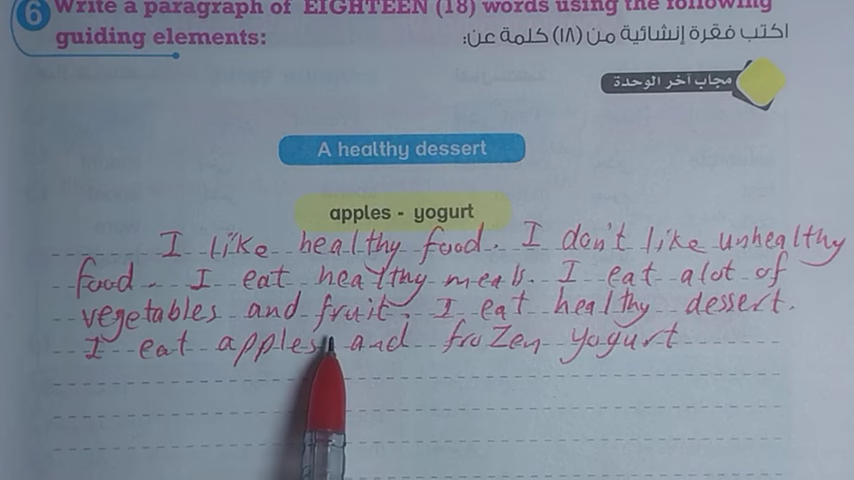 6 Write a paragraph of EIGHTEEN (18) words using the following
guiding elements:
اكتب فقرة إنشائية من (١٨) كلمة عن:
مجاب آخر الوحدة
A healthy dessert
apples - yogurt
I like healthy food. I don't like unhealthy
food. I eat healthy meals. I eat alot of
vegetables and fruit. I eat healthy dessert.
I eat apples and frozen yogurt